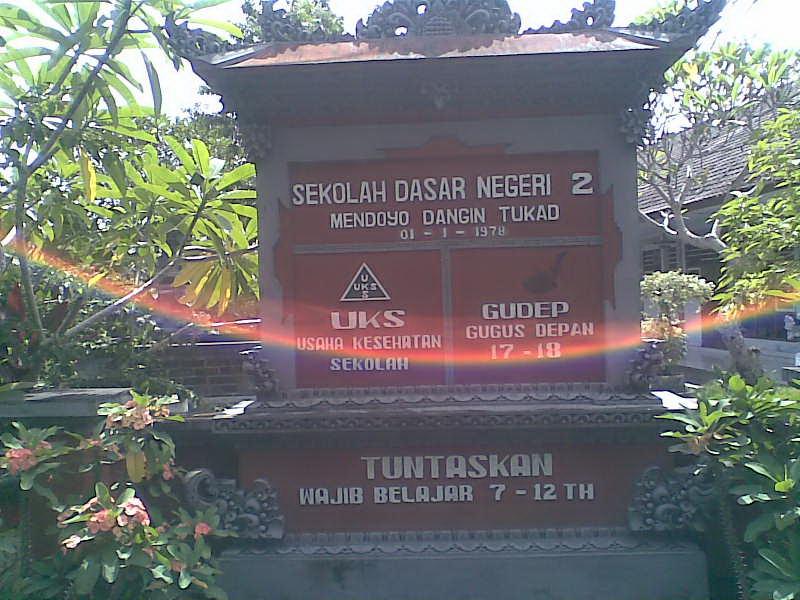 SEKOLAH DASAR NEGERI 2
MENDOYO DANGIN TUKAD
01 - 1 - 1978
U
UKS
S
UKS
USAHA KESEHATAN
SEKOLAH
GUDEP
GUGUS DEPAN
17 - 18
TUNTASKAN
WAJIB BELAJAR 7 - 12 TH